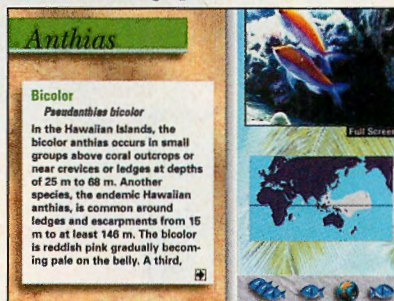 Anthias
Bicolor
Pseudanthias bicolor
In the Hawaiian Islands, the
bicolor anthias occurs in small
groups above coral outcrops or
near crevices or ledges at depths
of 25 m to 68 m. Another
species, the endemic Hawaiian
anthias, is common around
ledges and escarpments from 15
m to at least 146 m. The bicolor
is reddish pink gradually becom-
ing pale on the belly. A third,
Full Screen